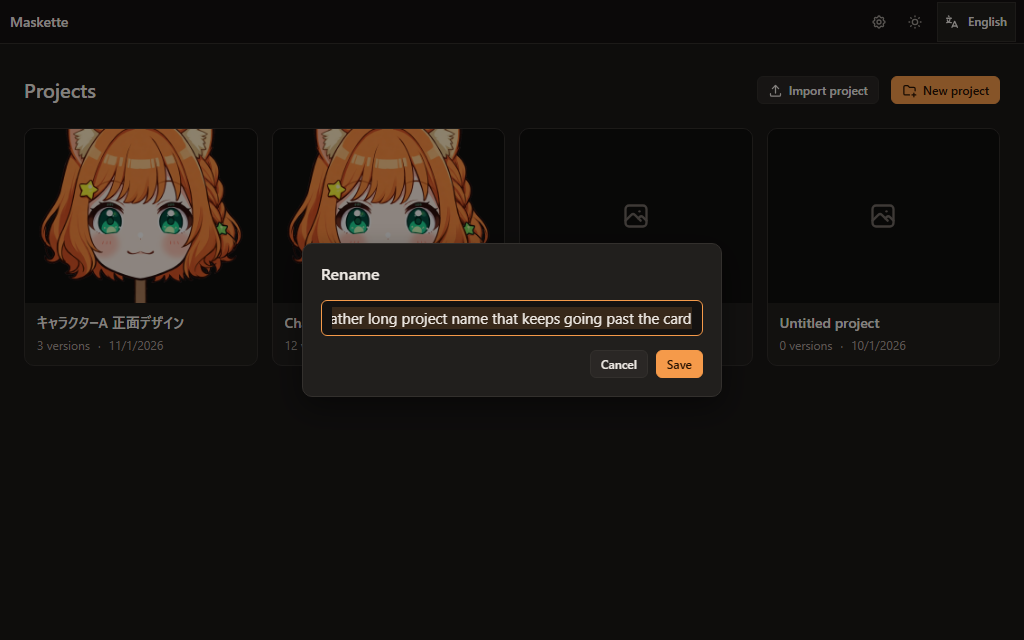 Maskette
English
Projects
Import project
New project
Rename
ather long project name that keeps going past the card
Cancel
Save
キャラクターA 正面デザイン
3 versions · 11/1/2026
12
Untitled project
0 versions · 10/1/2026